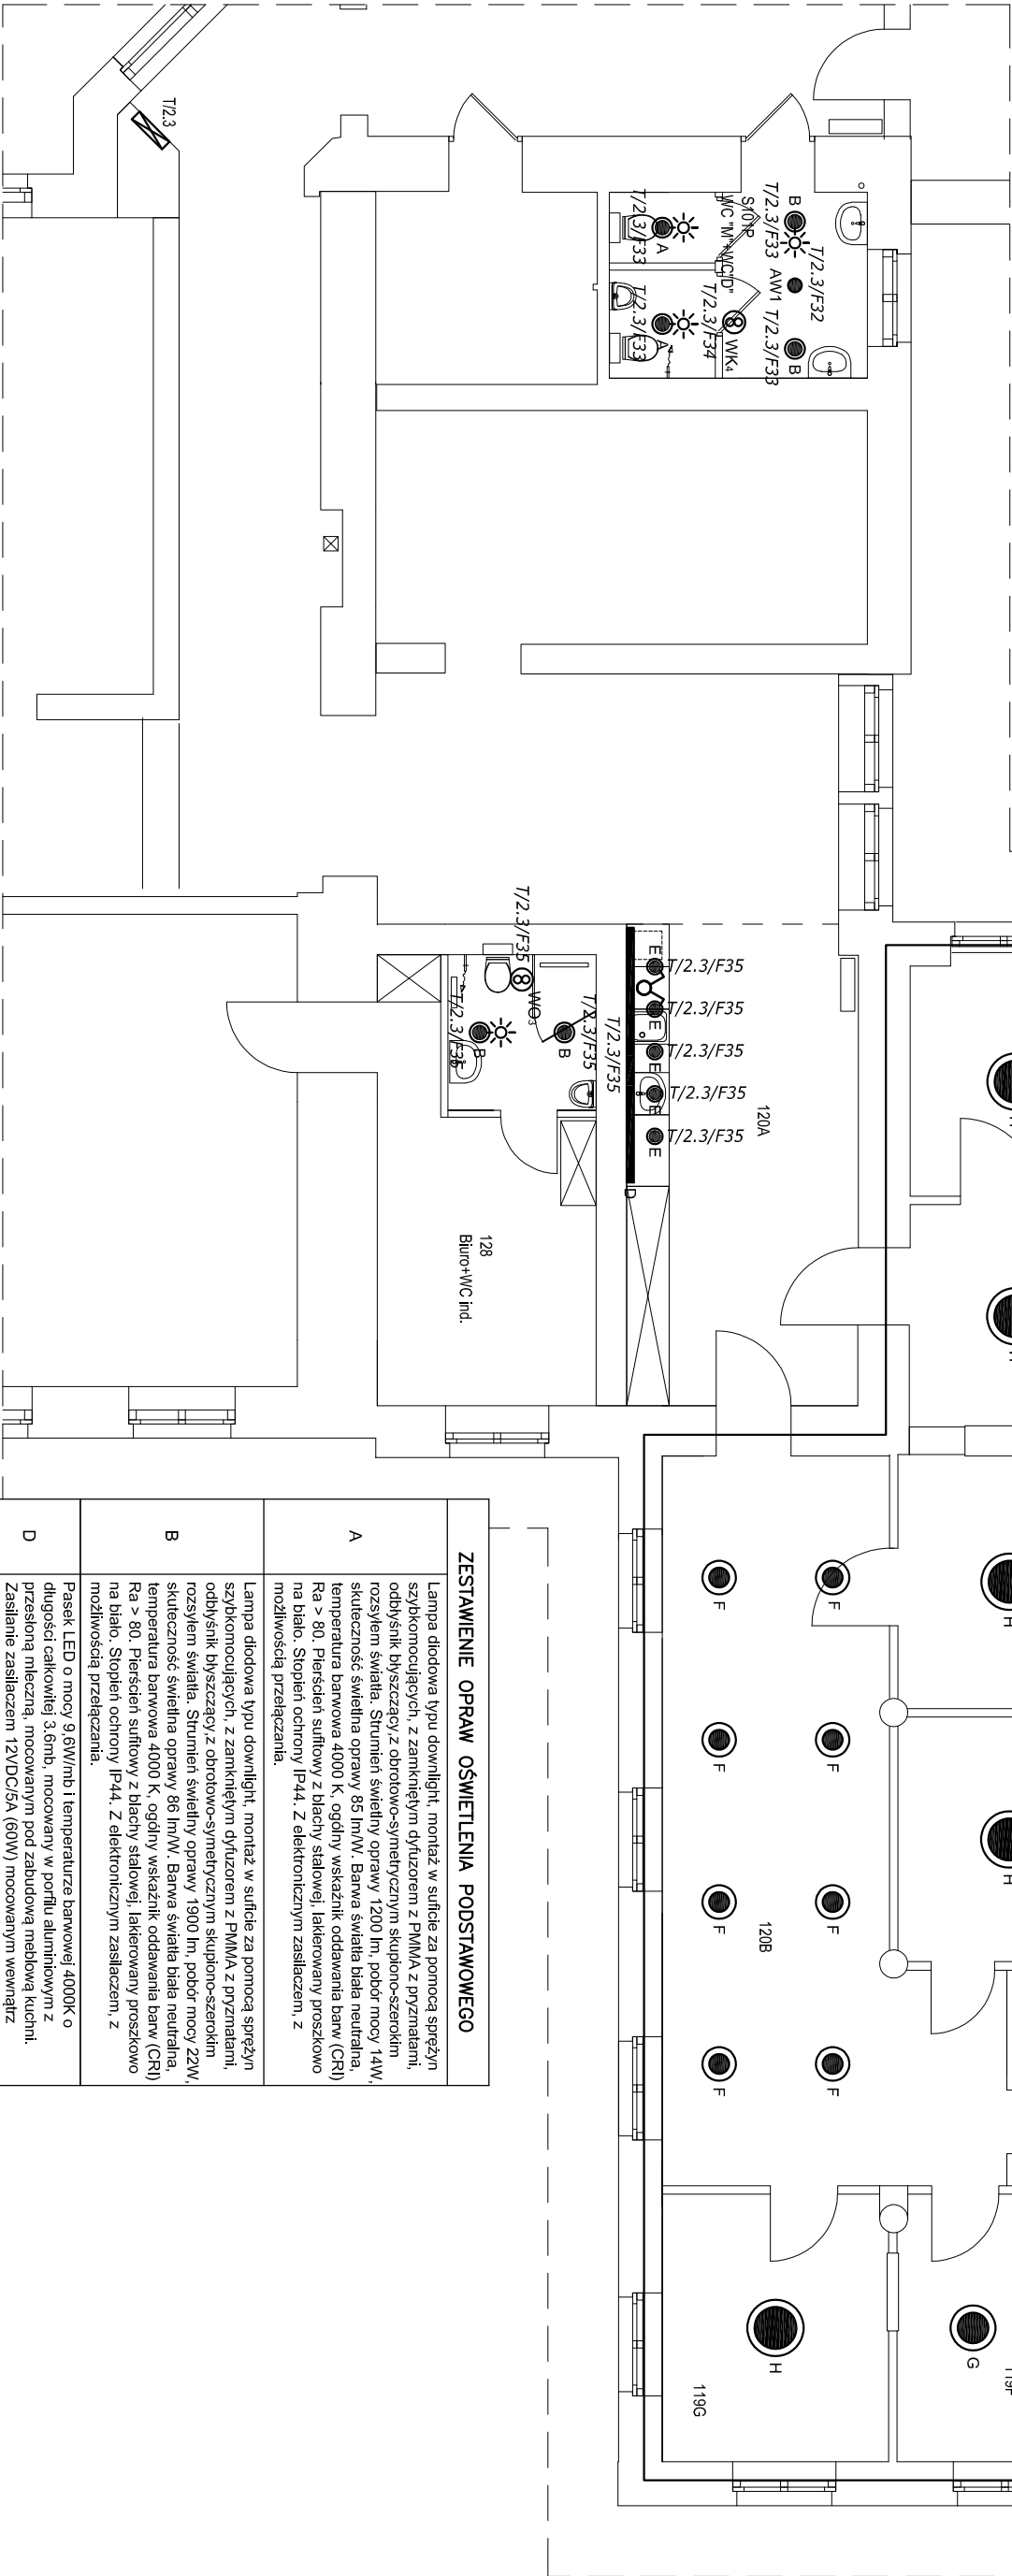 T/2.3
B
T/2.3/F33
T/2.3/F32
S101P
WC "M"+WC"D"
T/2.3/F33
A
AW1
T/2.3/F33
B
T/2.3/F34
WK4
T/2.3/F33
A
T/2.3/F35
WO3
T/2.3/F35
B
T/2.3/F35
B
T/2.3/F35
E
T/2.3/F35
E
T/2.3/F35
E
T/2.3/F35
E
T/2.3/F35
E
T/2.3/F35
D
120A
128
Biuro+WC ind.
F
F
F
F
120B
F
F
F
F
H
H
H
119G
G
ZESTAWIENIE OPRAW OŚWIETLENIA PODSTAWOWEGO
A
Lampa diodowa typu downlight, montaż w suficie za pomocą sprężyn
szybkomocujących, z zamkniętym dyfuzorem z PMMA z pryzmatami,
odbłyśnik błyszczący,z obrotowo-symetrycznym skupiono-szerokim
rozsyłem światła. Strumień świetlny oprawy 1200 lm, pobór mocy 14W,
skuteczność świetlna oprawy 85 lm/W. Barwa światła biała neutralna,
temperatura barwowa 4000 K, ogólny wskaźnik oddawania barw (CRI)
Ra > 80. Pierścień sufitowy z blachy stalowej, lakierowany proszkowo
na biało. Stopień ochrony IP44. Z elektronicznym zasilaczem, z
możliwością przełączania.
B
Lampa diodowa typu downlight, montaż w suficie za pomocą sprężyn
szybkomocujących, z zamkniętym dyfuzorem z PMMA z pryzmatami,
odbłyśnik błyszczący,z obrotowo-symetrycznym skupiono-szerokim
rozsyłem światła. Strumień świetlny oprawy 1900 lm, pobór mocy 22W,
skuteczność świetlna oprawy 86 lm/W. Barwa światła biała neutralna,
temperatura barwowa 4000 K, ogólny wskaźnik oddawania barw (CRI)
Ra > 80. Pierścień sufitowy z blachy stalowej, lakierowany proszkowo
na biało. Stopień ochrony IP44. Z elektronicznym zasilaczem, z
możliwością przełączania.
D
Pasek LED o mocy 9,6W/mb i temperaturze barwowej 4000K o
długości całkowitej 3.6mb, mocowany w porfilu aluminiowym z
przesłoną mleczną, mocowanym pod zabudową meblową kuchni.
Zasilanie zasilaczem 12VDC/5A (60W) mocowanym wewnątrz